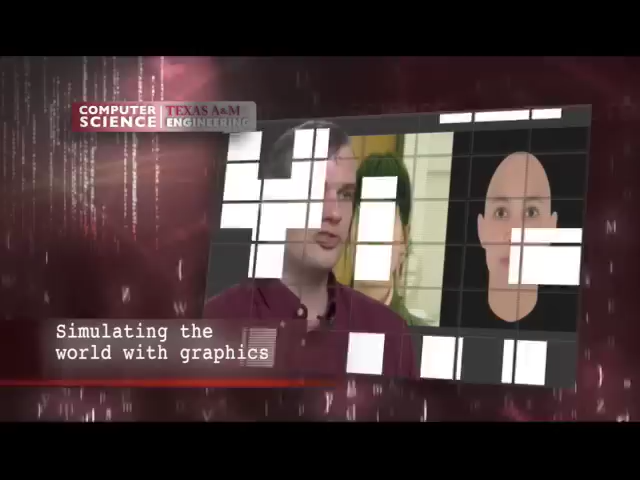 COMPUTER
SCIENCE
TEXAS A&M
ENGINEERING
Simulating the
world with graphics